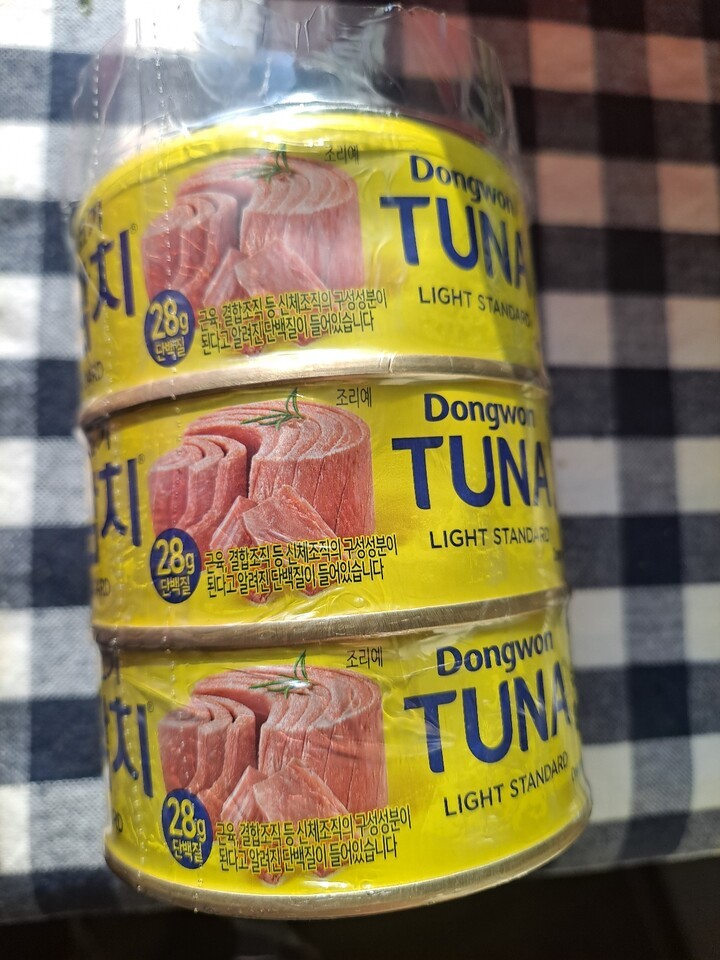 조리예
Dongwon
TUNA
LIGHT STANDARD
치®
28g
단백질
근육, 결합조직 등 신체조직의 구성성분이
된다고 알려진 단백질이 들어있습니다
ARD
조리예
Dongwon
TUNA
LIGHT STANDARD
치®
28g
단백질
근육, 결합조직 등 신체조직의 구성성분이
된다고 알려진 단백질이 들어있습니다
DARD
조리예
Dongwon
TUNA
LIGHT STANDARD
치®
28g
단백질
근육, 결합조직 등 신체조직의 구성성분이
된다고 알려진 단백질이 들어있습니다
RD